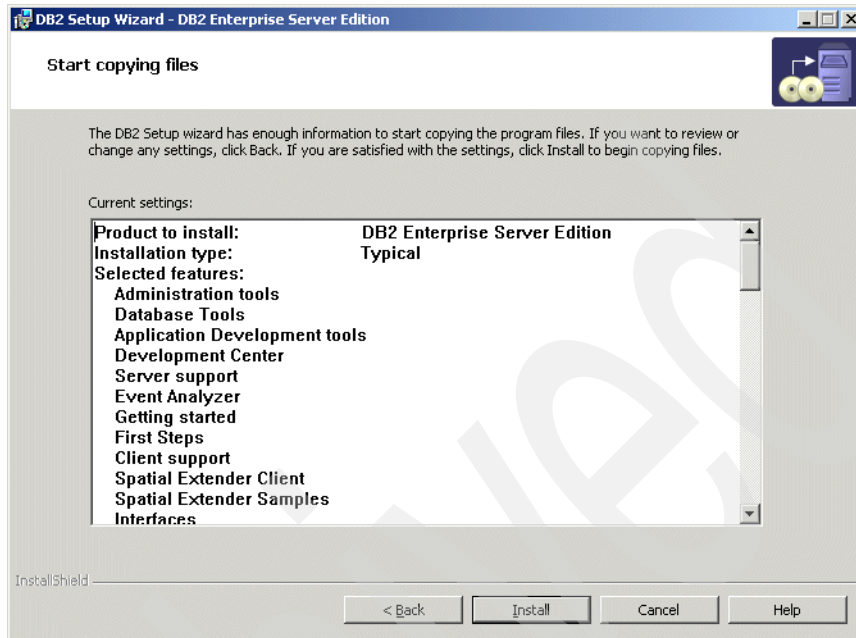 DB2 Setup Wizard - DB2 Enterprise Server Edition
Start copying files
The DB2 Setup wizard has enough information to start copying the program files. If you want to review or
change any settings, click Back. If you are satisfied with the settings, click Install to begin copying files.
Current settings:
Product to install: DB2 Enterprise Server Edition
Installation type: Typical
Selected features:
Administration tools
Database Tools
Application Development tools
Development Center
Server support
Event Analyzer
Getting started
First Steps
Client support
Spatial Extender Client
Spatial Extender Samples
Interfaces
InstallShield
< Back Install Cancel Help